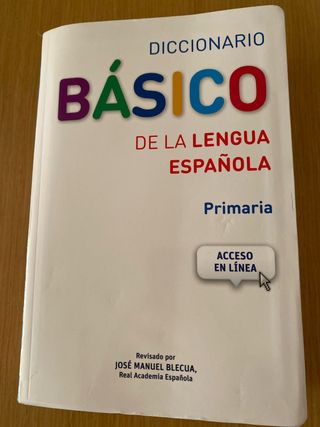 DICCIONARIO
BÁSICO
DE LA LENGUA
ESPAÑOLA
Primaria
ACCESO
EN LÍNEA
Revisado por
JOSÉ MANUEL BLECUA,
Real Academia Española